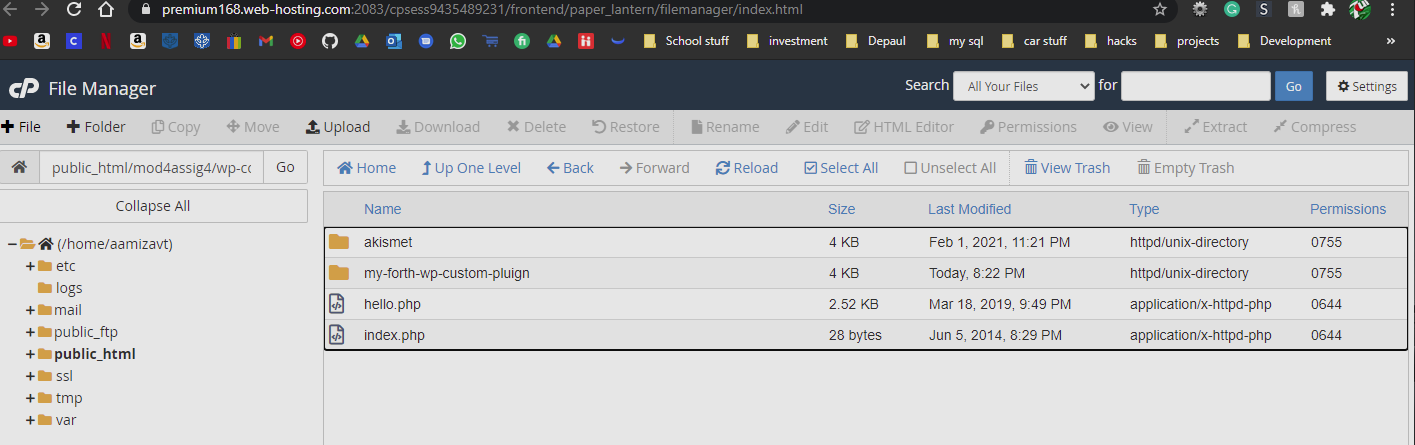 premium168.web-hosting.com:2083/cpsess9435489231/frontend/paper_lantern/filemanager/index.html
School stuff investment Depaul my sql car stuff hacks projects Development »
cP File Manager Search All Your Files for Go Settings
File Folder Copy Move Upload Download Delete Restore Rename Edit HTML Editor Permissions View Extract Compress
public_html/mod4assig4/wp-cc Go Home Up One Level Back Forward Reload Select All Unselect All View Trash Empty Trash
Collapse All
Name Size Last Modified Type Permissions
(/home/aamizavt)
etc
logs
mail
public_ftp
public_html
ssl
tmp
var
akismet 4 KB Feb 1, 2021, 11:21 PM httpd/unix-directory 0755
my-forth-wp-custom-pluign 4 KB Today, 8:22 PM httpd/unix-directory 0755
hello.php 2.52 KB Mar 18, 2019, 9:49 PM application/x-httpd-php 0644
index.php 28 bytes Jun 5, 2014, 8:29 PM application/x-httpd-php 0644